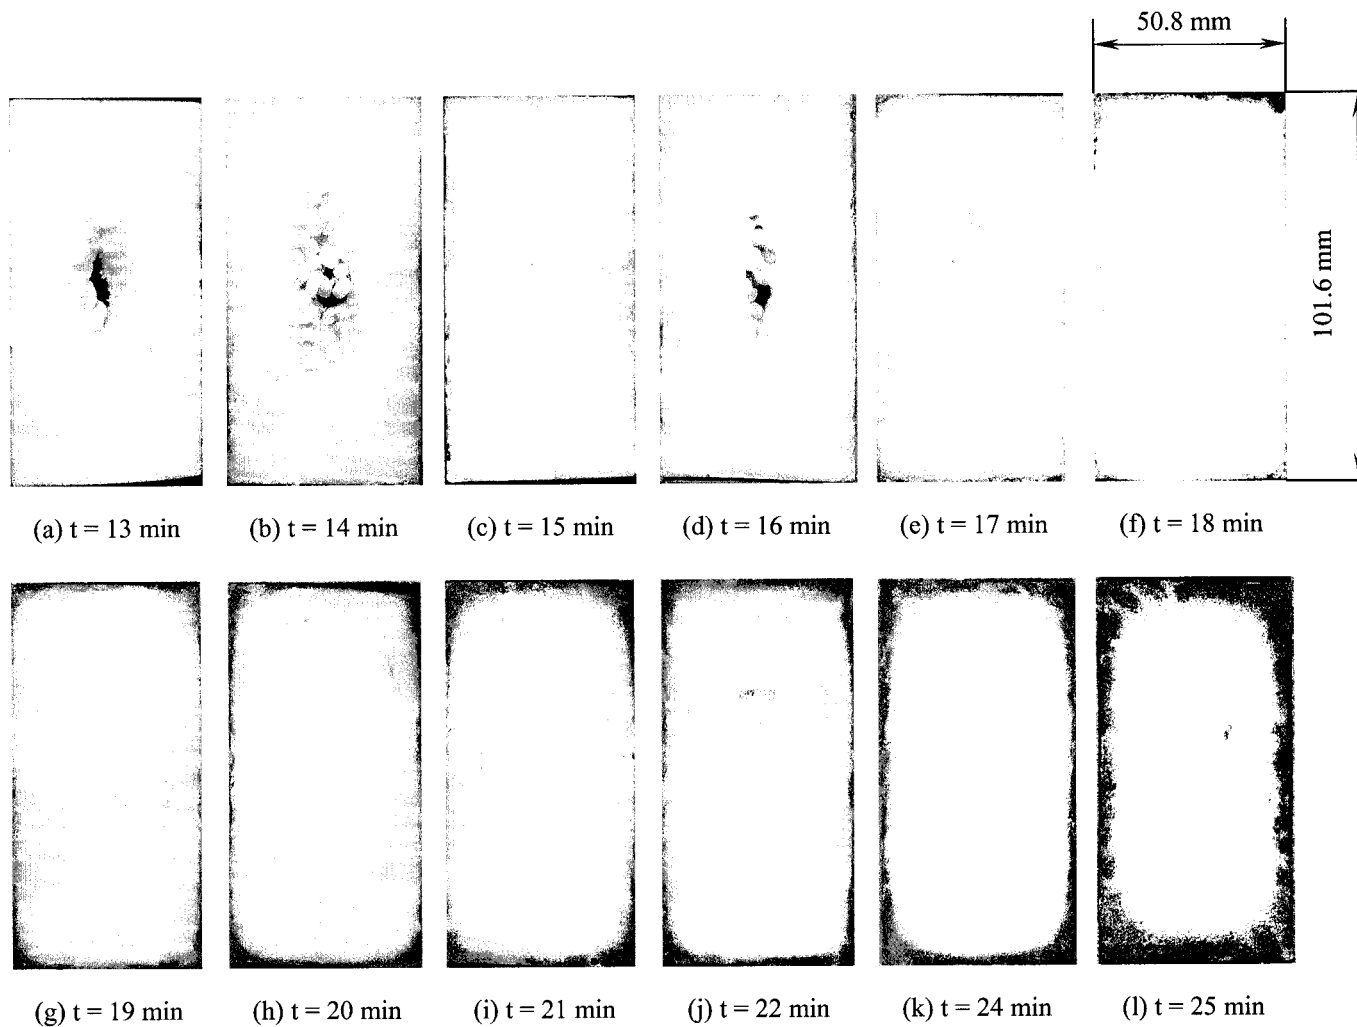 50.8 mm
101.6 mm
(a) t = 13 min
(b) t = 14 min
(c) t = 15 min
(d) t = 16 min
(e) t = 17 min
(f) t = 18 min
(g) t = 19 min
(h) t = 20 min
(i) t = 21 min
(j) t = 22 min
(k) t = 24 min
(l) t = 25 min